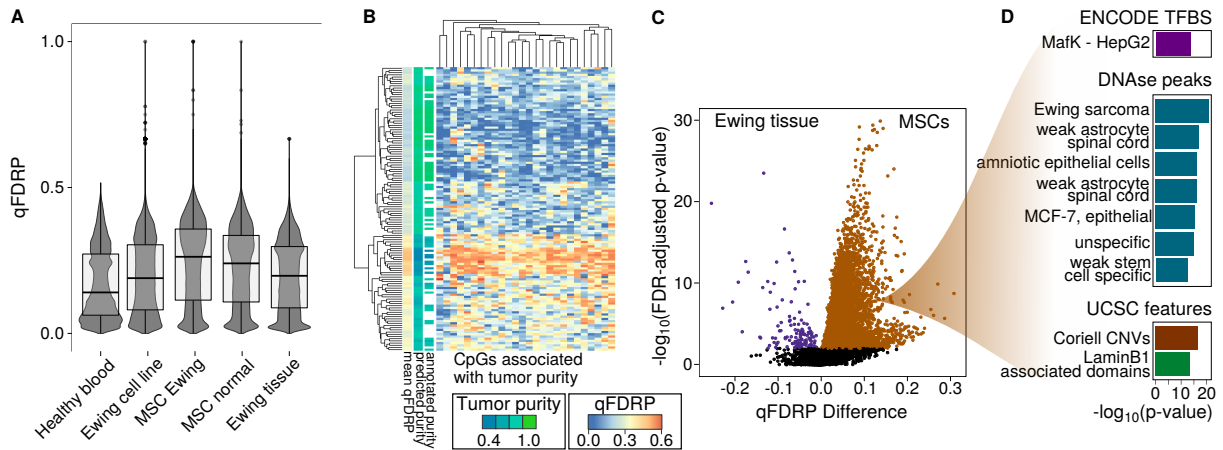 A
1.0
0.5
0.0
qFDRP
Healthy blood
Ewing cell line
MSC Ewing
MSC normal
Ewing tissue
B
annotated purity
predicted purity
mean qFDRP
CpGs associated
with tumor purity
Tumor purity
0.4 1.0
qFDRP
0.0 0.3 0.6
C
Ewing tissue
MSCs
30
20
10
0
-log10(FDR-adjusted p-value)
-0.2 -0.1 0.0 0.1 0.2 0.3
qFDRP Difference
D
ENCODE TFBS
MafK - HepG2
DNAse peaks
Ewing sarcoma
weak astrocyte
spinal cord
amniotic epithelial cells
weak astrocyte
spinal cord
MCF-7, epithelial
unspecific
weak stem
cell specific
UCSC features
Coriell CNVs
LaminB1
associated domains
0 10 20
-log10(p-value)